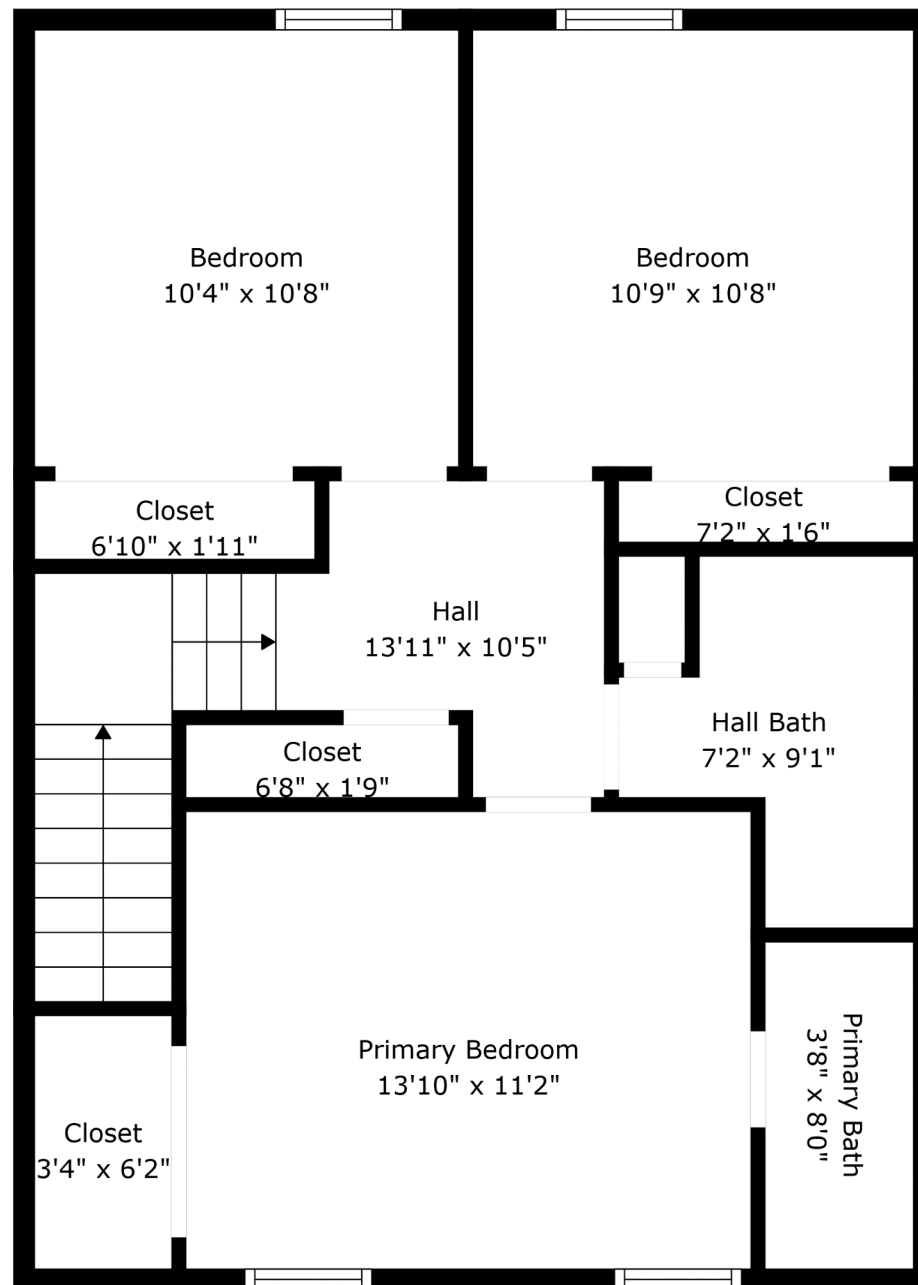 Bedroom
10'4" x 10'8"
Bedroom
10'9" x 10'8"
Closet
6'10" x 1'11"
Closet
7'2" x 1'6"
Hall
13'11" x 10'5"
Hall Bath
7'2" x 9'1"
Closet
6'8" x 1'9"
Primary Bedroom
13'10" x 11'2"
Primary Bath
3'8" x 8'0"
Closet
3'4" x 6'2"